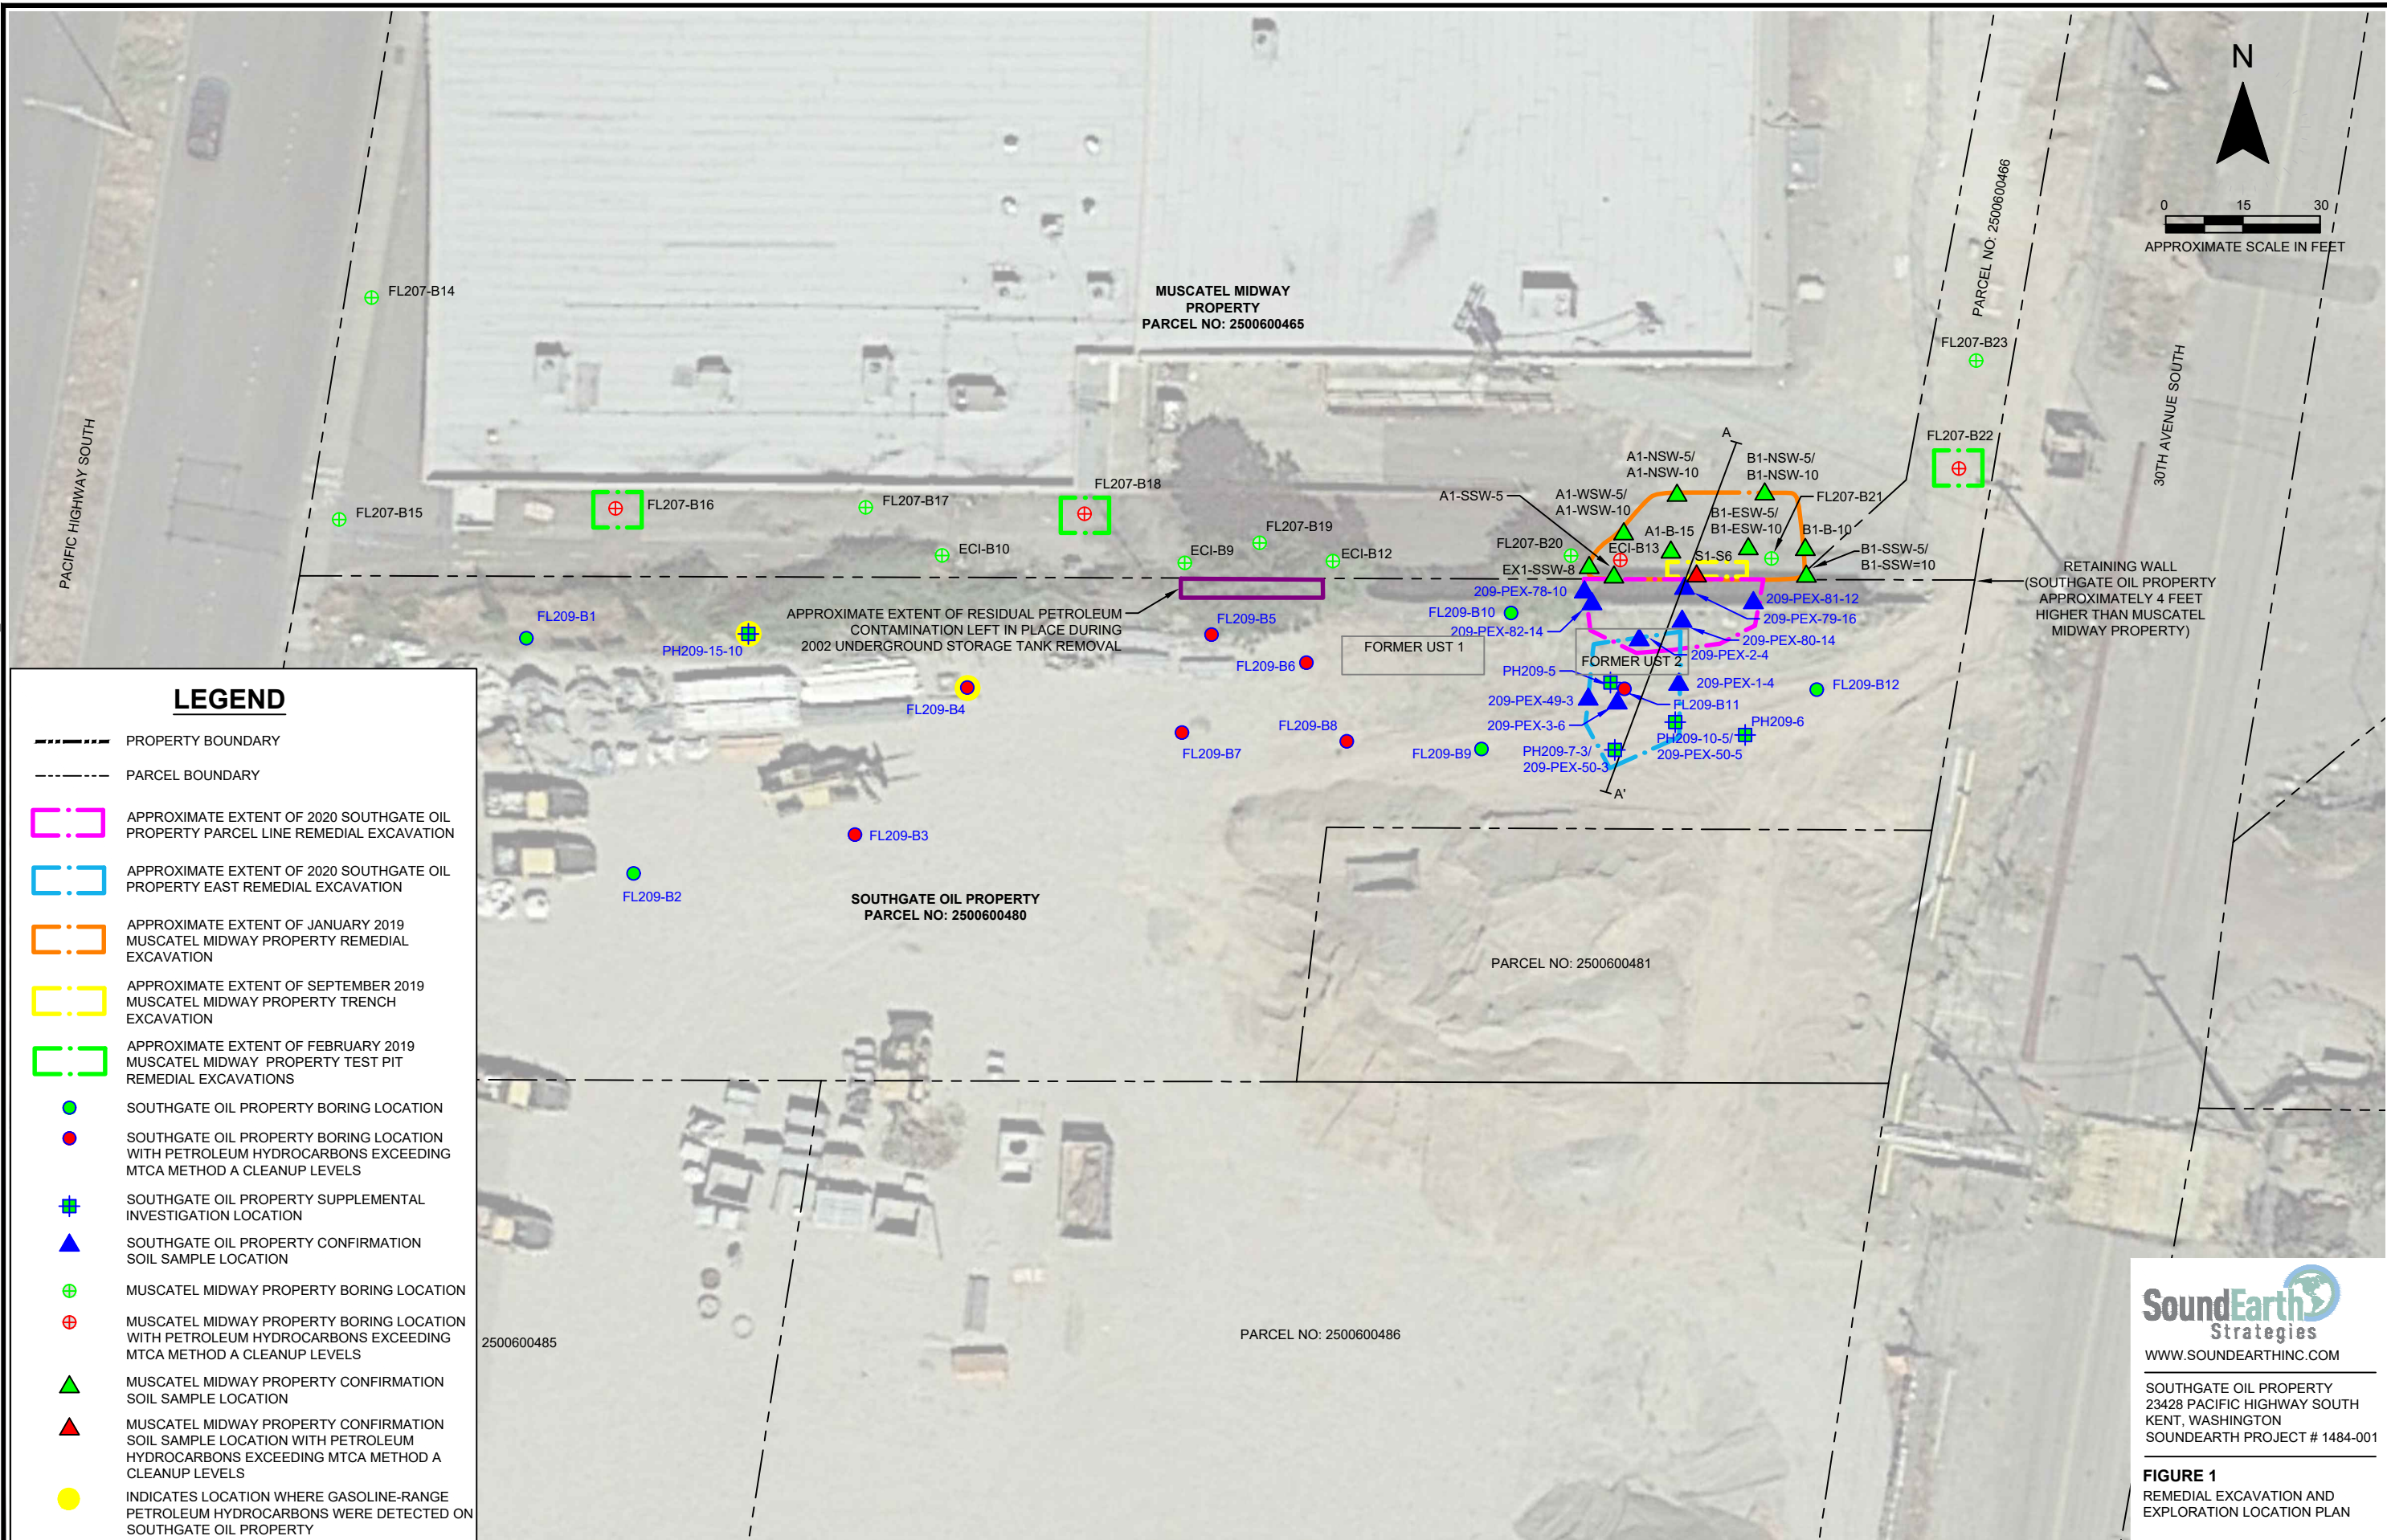 N
0 15 30
APPROXIMATE SCALE IN FEET
PARCEL NO: 2500600466
FL207-B14
MUSCATEL MIDWAY
PROPERTY
PARCEL NO: 2500600465
FL207-B23
30TH AVENUE SOUTH
PACIFIC HIGHWAY SOUTH
FL207-B22
A
A1-NSW-5/
A1-NSW-10
B1-NSW-5/
B1-NSW-10
FL207-B18
A1-SSW-5
A1-WSW-5/
A1-WSW-10
FL207-B21
FL207-B15
FL207-B16
FL207-B17
B1-ESW-5/
B1-ESW-10
B1-B-10
FL207-B19
A1-B-15
FL207-B20
ECI-B13
S1-S6
ECI-B10
ECI-B9
ECI-B12
B1-SSW-5/
B1-SSW=10
EX1-SSW-8
RETAINING WALL
(SOUTHGATE OIL PROPERTY
APPROXIMATELY 4 FEET
HIGHER THAN MUSCATEL
MIDWAY PROPERTY)
209-PEX-78-10
209-PEX-81-12
FL209-B1
APPROXIMATE EXTENT OF RESIDUAL PETROLEUM
CONTAMINATION LEFT IN PLACE DURING
2002 UNDERGROUND STORAGE TANK REMOVAL
FL209-B5
FL209-B10
209-PEX-79-16
209-PEX-82-14
209-PEX-80-14
PH209-15-10
FORMER UST 1
FORMER UST 2
209-PEX-2-4
FL209-B6
PH209-5
209-PEX-1-4
FL209-B12
FL209-B4
209-PEX-49-3
FL209-B11
209-PEX-3-6
PH209-6
FL209-B8
FL209-B7
FL209-B9
PH209-7-3/
209-PEX-50-3
PH209-10-5/
209-PEX-50-5
A'
FL209-B3
FL209-B2
SOUTHGATE OIL PROPERTY
PARCEL NO: 2500600480
PARCEL NO: 2500600481
2500600485
PARCEL NO: 2500600486
LEGEND
PROPERTY BOUNDARY
PARCEL BOUNDARY
APPROXIMATE EXTENT OF 2020 SOUTHGATE OIL
PROPERTY PARCEL LINE REMEDIAL EXCAVATION
APPROXIMATE EXTENT OF 2020 SOUTHGATE OIL
PROPERTY EAST REMEDIAL EXCAVATION
APPROXIMATE EXTENT OF JANUARY 2019
MUSCATEL MIDWAY PROPERTY REMEDIAL
EXCAVATION
APPROXIMATE EXTENT OF SEPTEMBER 2019
MUSCATEL MIDWAY PROPERTY TRENCH
EXCAVATION
APPROXIMATE EXTENT OF FEBRUARY 2019
MUSCATEL MIDWAY PROPERTY TEST PIT
REMEDIAL EXCAVATIONS
SOUTHGATE OIL PROPERTY BORING LOCATION
SOUTHGATE OIL PROPERTY BORING LOCATION
WITH PETROLEUM HYDROCARBONS EXCEEDING
MTCA METHOD A CLEANUP LEVELS
SOUTHGATE OIL PROPERTY SUPPLEMENTAL
INVESTIGATION LOCATION
SOUTHGATE OIL PROPERTY CONFIRMATION
SOIL SAMPLE LOCATION
MUSCATEL MIDWAY PROPERTY BORING LOCATION
MUSCATEL MIDWAY PROPERTY BORING LOCATION
WITH PETROLEUM HYDROCARBONS EXCEEDING
MTCA METHOD A CLEANUP LEVELS
MUSCATEL MIDWAY PROPERTY CONFIRMATION
SOIL SAMPLE LOCATION
MUSCATEL MIDWAY PROPERTY CONFIRMATION
SOIL SAMPLE LOCATION WITH PETROLEUM
HYDROCARBONS EXCEEDING MTCA METHOD A
CLEANUP LEVELS
INDICATES LOCATION WHERE GASOLINE-RANGE
PETROLEUM HYDROCARBONS WERE DETECTED ON
SOUTHGATE OIL PROPERTY
SoundEarth
Strategies
WWW.SOUNDEARTHINC.COM
SOUTHGATE OIL PROPERTY
23428 PACIFIC HIGHWAY SOUTH
KENT, WASHINGTON
SOUNDEARTH PROJECT # 1484-001
FIGURE 1
REMEDIAL EXCAVATION AND
EXPLORATION LOCATION PLAN